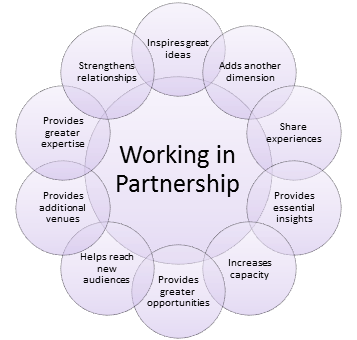 Inspires great
ideas
Adds another
dimension
Share
experiences
Provides
essential
insights
Increases
capacity
Provides
greater
opportunities
Helps reach
new
audiences
Provides
additional
venues
Provides
greater
expertise
Strengthens
relationships
Working in
Partnership